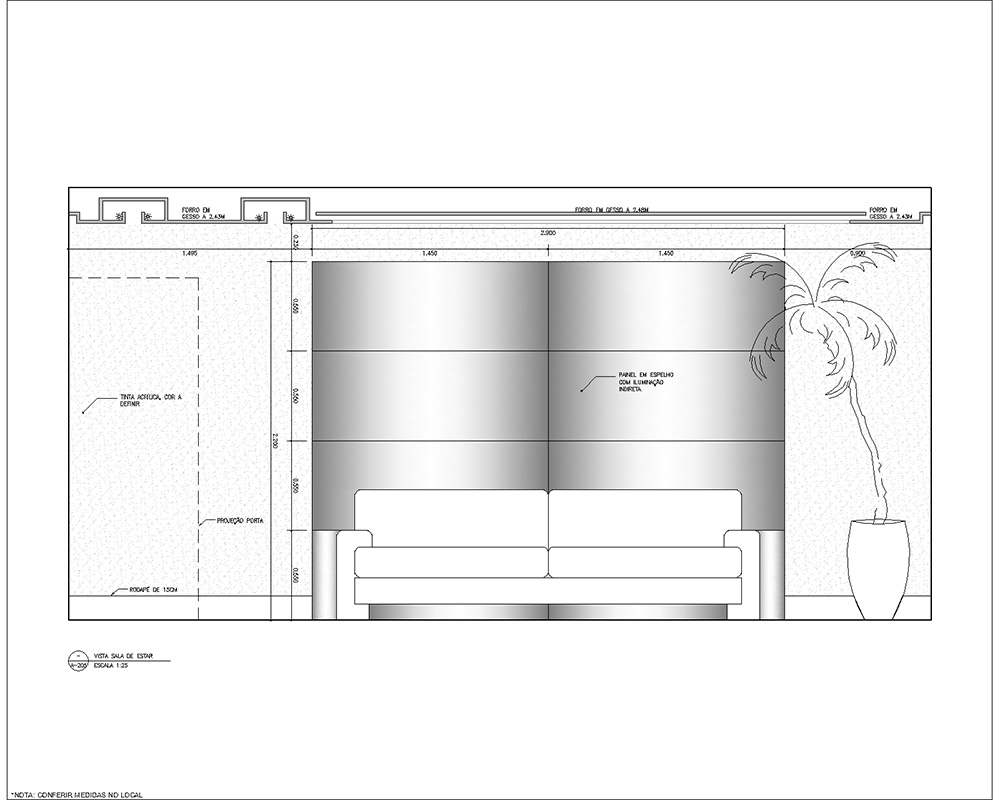 FORRO EM
GESSO A 2.43M
FORRO EM GESSO A 2.48M
FORRO EM
GESSO A 2.43M
2.900
0.230
1.495
1.450
1.450
0.900
0.550
PAINEL EM ESPELHO
COM ILUMINAÇÃO
INDIRETA.
0.550
TINTA ACRÍLICA, COR A
DEFINIR
2.200
0.550
PROJEÇÃO PORTA
0.550
RODAPÉ DE 15CM
-
VISTA SALA DE ESTAR
A-205
ESCALA 1:25
*NOTA: CONFERIR MEDIDAS NO LOCAL